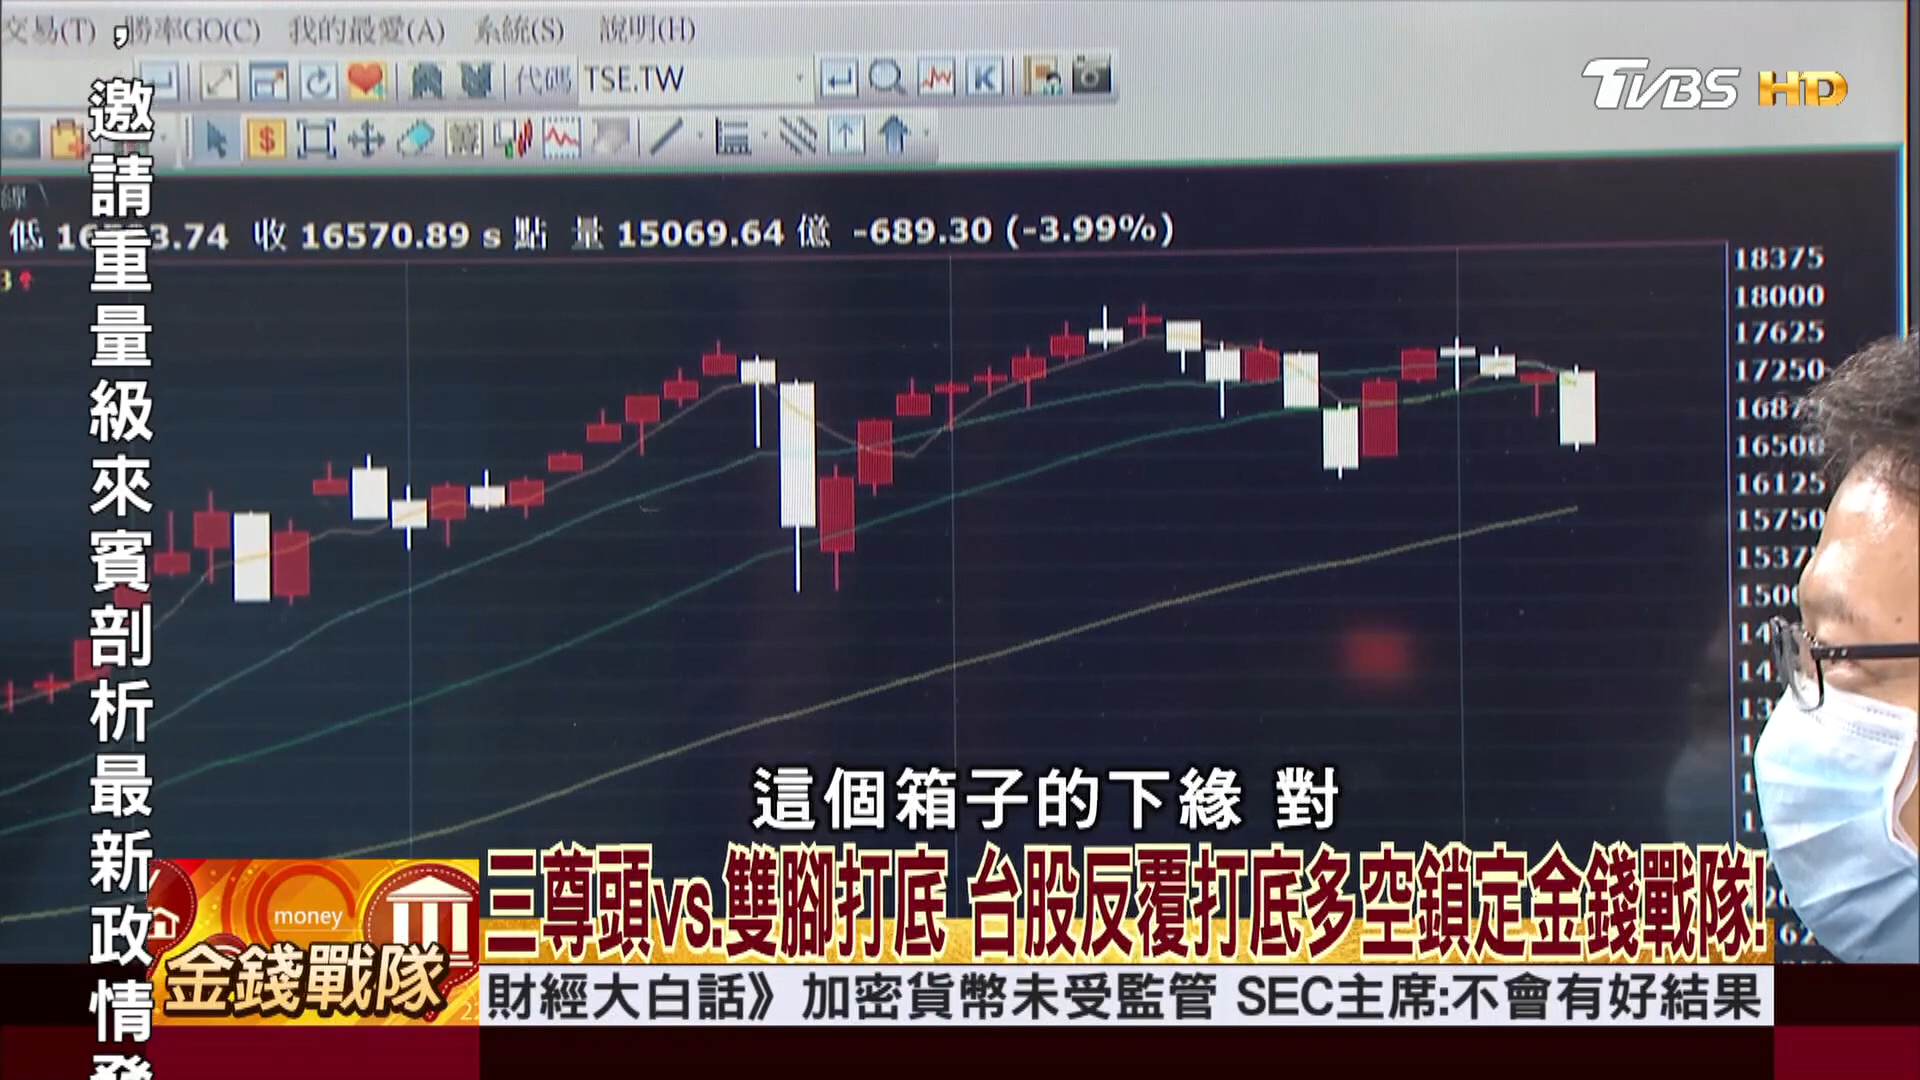 交易(T) 勝率GO(C) 我的最愛(A) 系統(S) 說明(H)
代碼 TSE.TW
K
TVBS HD
，邀請重量級來賓剖析最新政情發
線
低 收 16570.89 s 點 量 15069.64 億 -689.30 (-3.99%)
18375
18000
17625
17250
16875
16500
16125
15750
這個箱子的下緣 對
money
金錢戰隊
三尊頭vs.雙腳打底 台股反覆打底多空鎖定金錢戰隊!
財經大白話》加密貨幣未受監管 SEC主席:不會有好結果